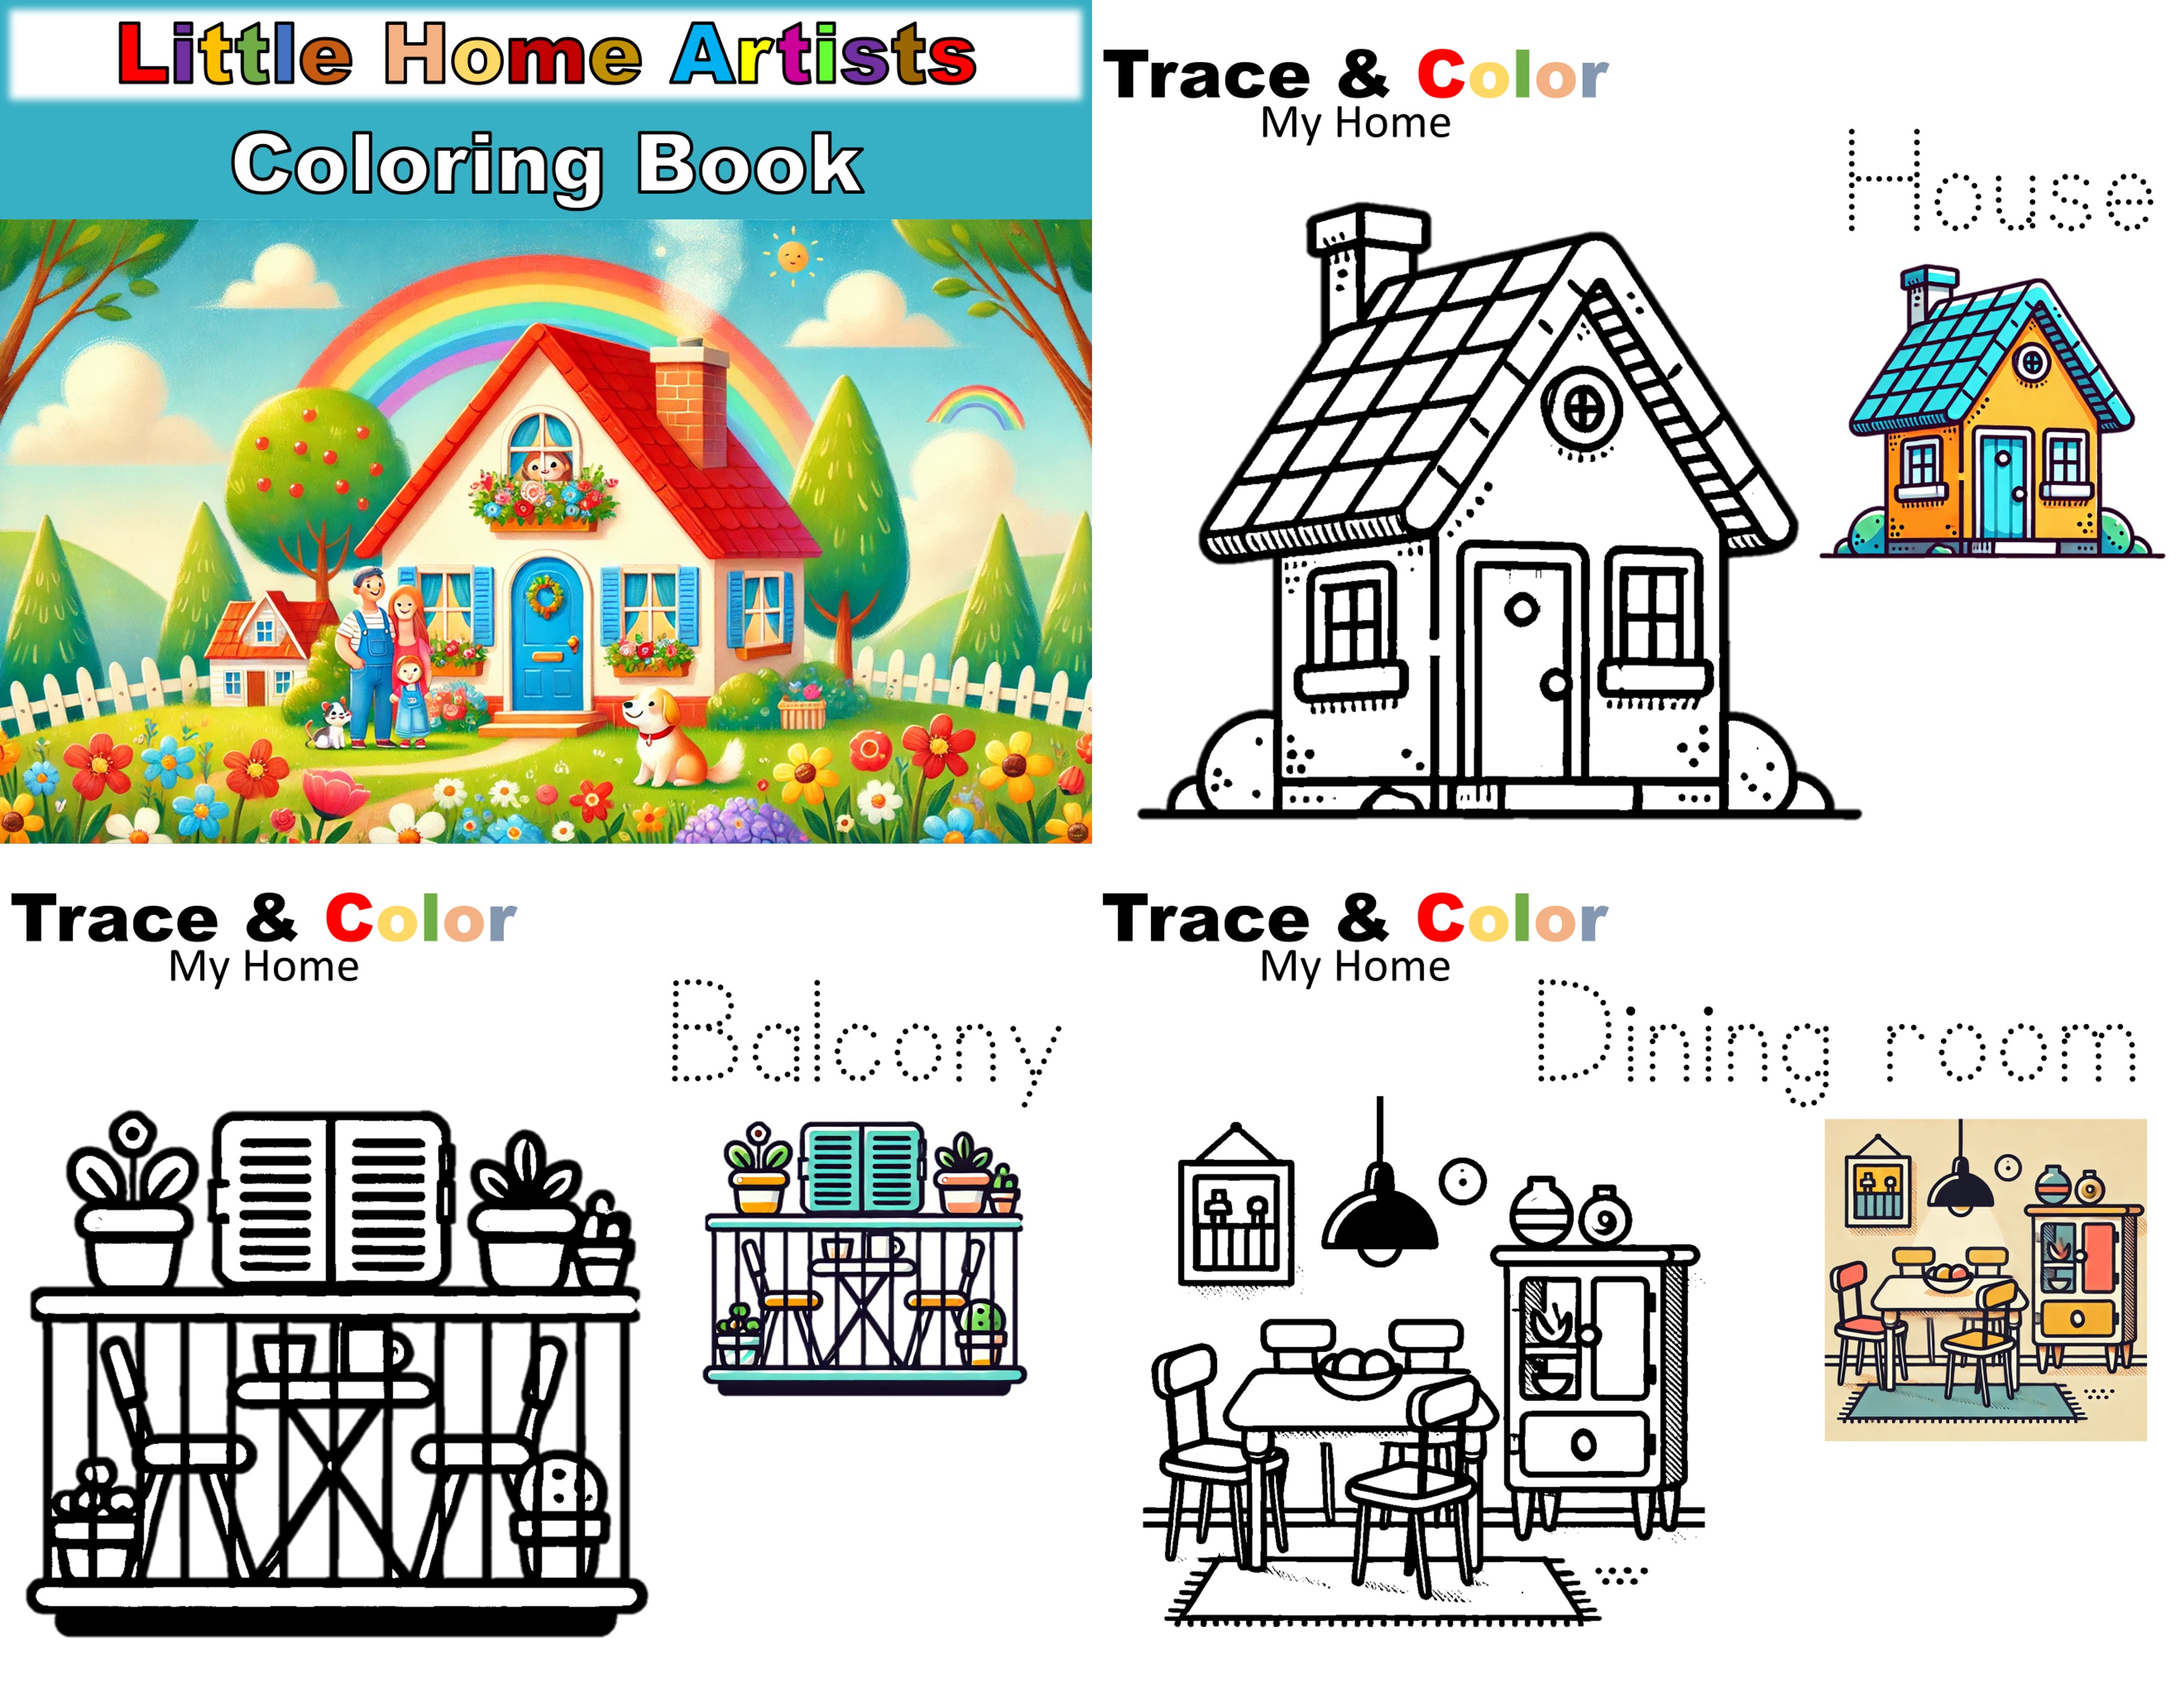 Little Home Artists
Coloring Book
Trace & Color
My Home
House
Trace & Color
My Home
Balcony
Trace & Color
My Home
Dining room